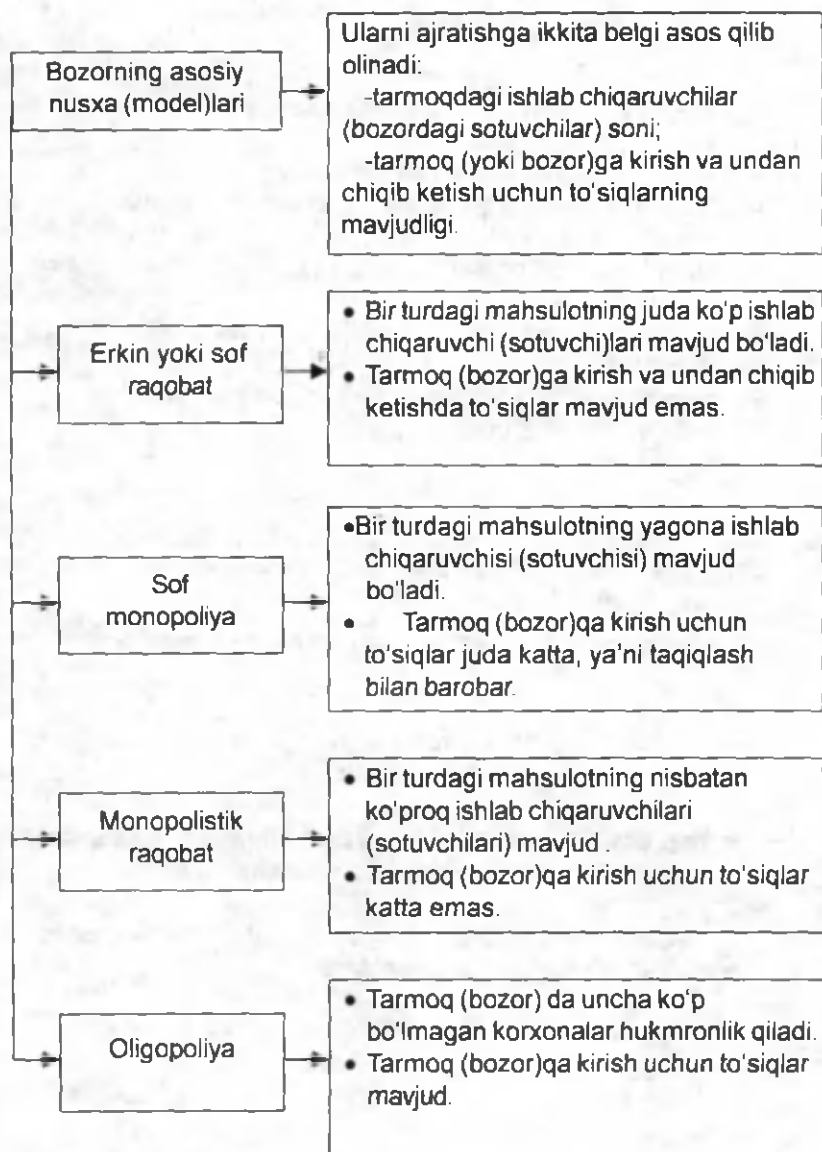 Bozorning asosiy
nusxa (model)lari
Ularni ajratishga ikkita belgi asos qilib
olinadi:
-tarmoqdagi ishlab chiqaruvchilar
(bozordagi sotuvchilar) soni;
-tarmoq (yoki bozor)ga kirish va undan
chiqib ketish uchun to'siqlarning
mavjudligi.
Erkin yoki sof
raqobat
• Bir turdagi mahsulotning juda ko'p ishlab
chiqaruvchi (sotuvchi)lari mavjud bo'ladi.
• Tarmoq (bozor)ga kirish va undan chiqib
ketishda to'siqlar mavjud emas.
Sof
monopoliya
•Bir turdagi mahsulotning yagona ishlab
chiqaruvchisi (sotuvchisi) mavjud
bo'ladi.
• Tarmoq (bozor)qa kirish uchun
to'siqlar juda katta, ya'ni taqiqlash
bilan barobar.
Monopolistik
raqobat
• Bir turdagi mahsulotning nisbatan
ko'proq ishlab chiqaruvchilari
(sotuvchilari) mavjud .
• Tarmoq (bozor)qa kirish uchun to'siqlar
katta emas.
Oligopoliya
• Tarmoq (bozor) da uncha ko'p
bo'lmagan korxonalar hukmronlik qiladi.
• Tarmoq (bozor)qa kirish uchun to'siqlar
mavjud.